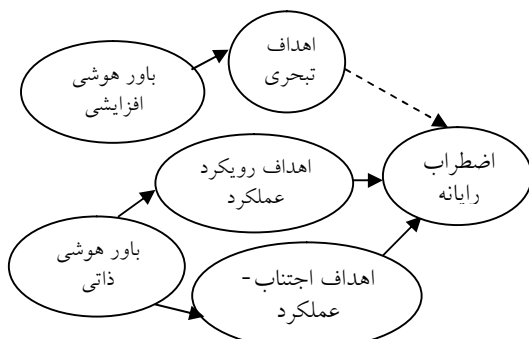 اهداف
تبحری
باور هوشی
افزایشی
اضطراب
رایانه
اهداف رویکرد
عملکرد
باور هوشی
ذاتی
اهداف اجتناب-
عملکرد